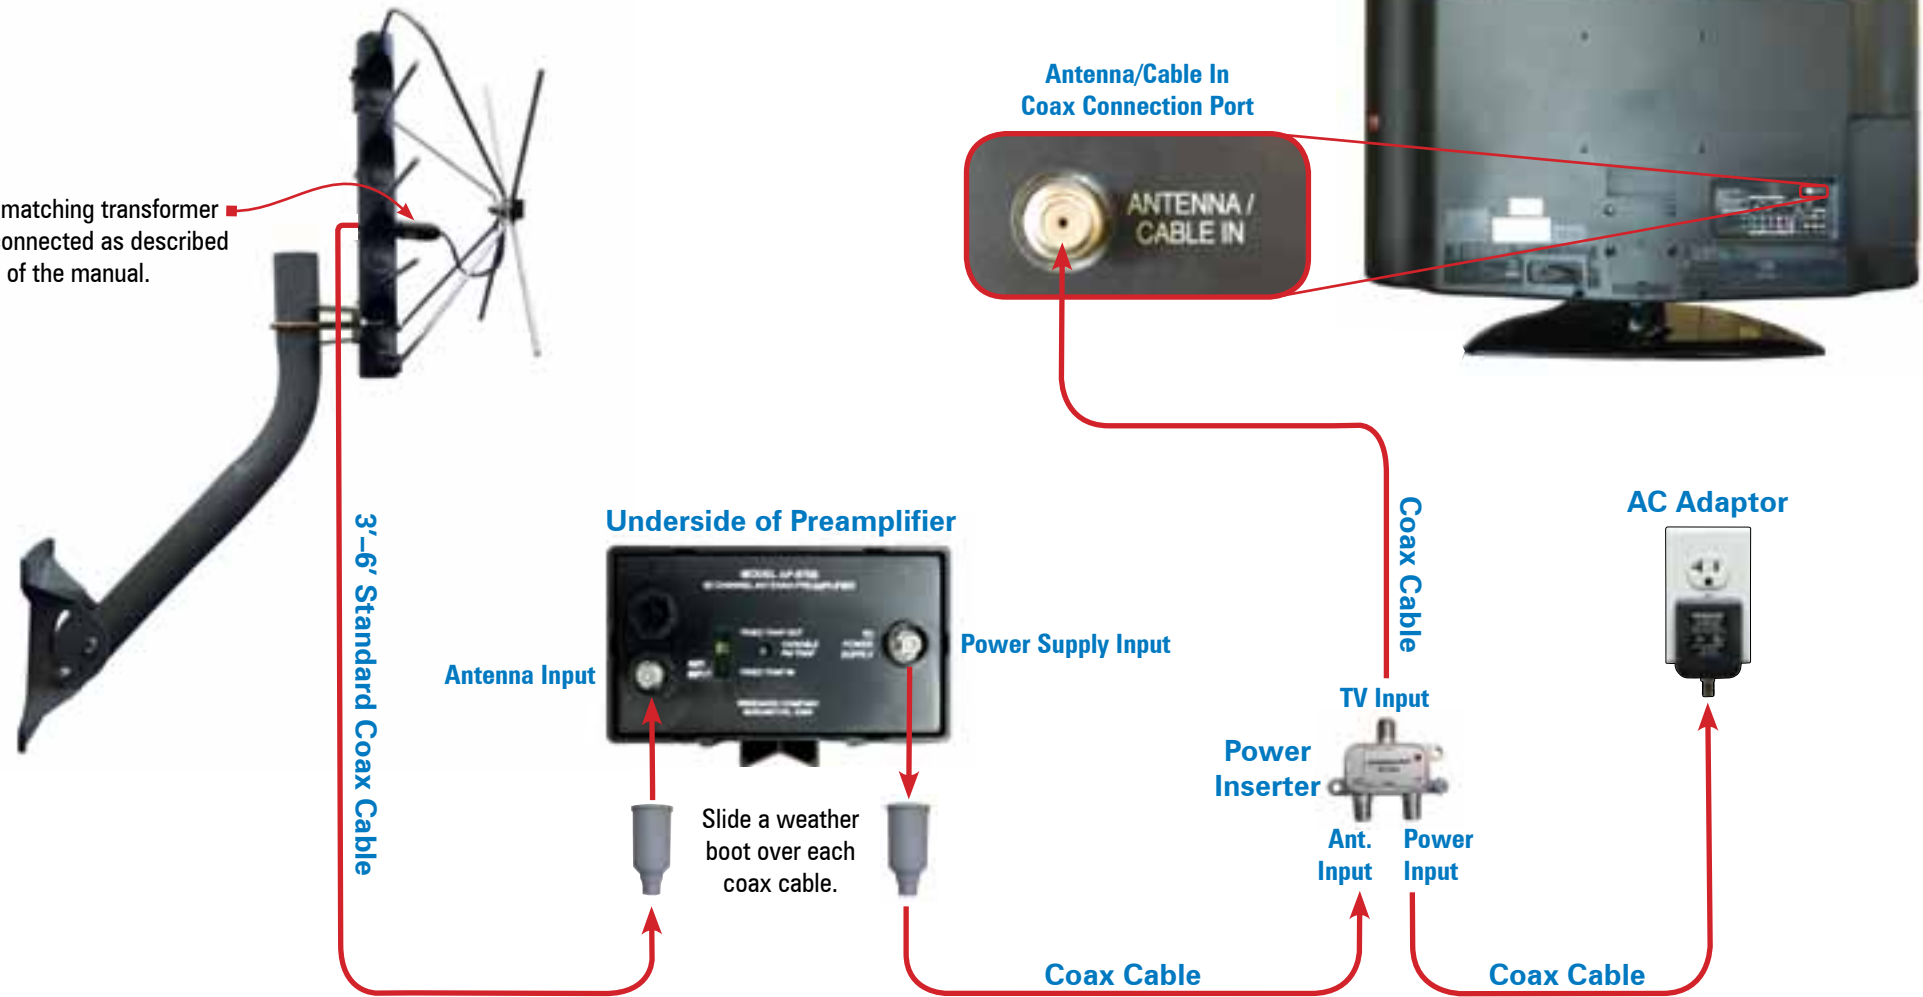 Antenna/Cable In
Coax Connection Port
ANTENNA /
CABLE IN
matching transformer
onnected as described
of the manual.
3′–6′ Standard Coax Cable
Underside of Preamplifier
Antenna Input
Power Supply Input
Slide a weather
boot over each
coax cable.
Coax Cable
Coax Cable
TV Input
Power
Inserter
Ant.
Input
Power
Input
AC Adaptor
Coax Cable